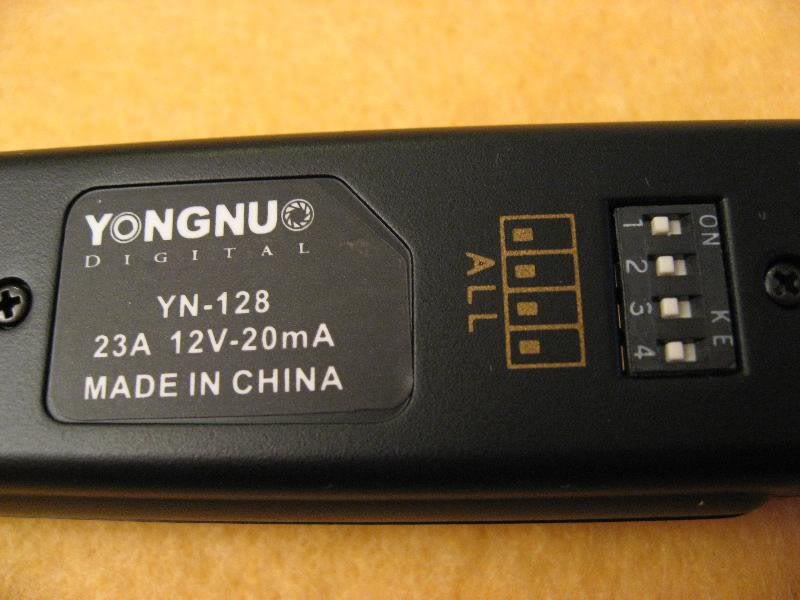 YONGNUO
DIGITAL
YN-128
23A 12V-20mA
MADE IN CHINA
ALL
ON KE
1
2
3
4